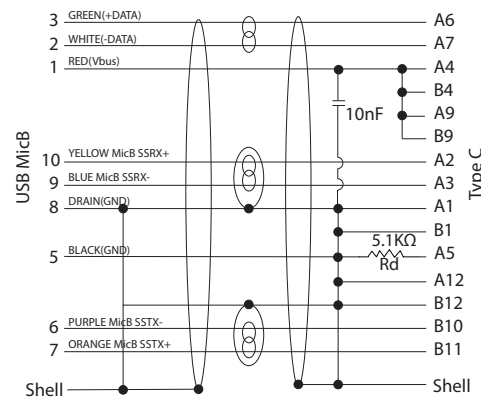 3 GREEN(+DATA) A6
2 WHITE(-DATA) A7
1 RED(Vbus) A4
B4
10nF A9
B9
USB MicB
Type C
10 YELLOW MicB SSRX+ A2
9 BLUE MicB SSRX- A3
8 DRAIN(GND) A1
B1
5.1KΩ
5 BLACK(GND) A5
Rd
A12
B12
6 PURPLE MicB SSTX- B10
7 ORANGE MicB SSTX+ B11
Shell Shell